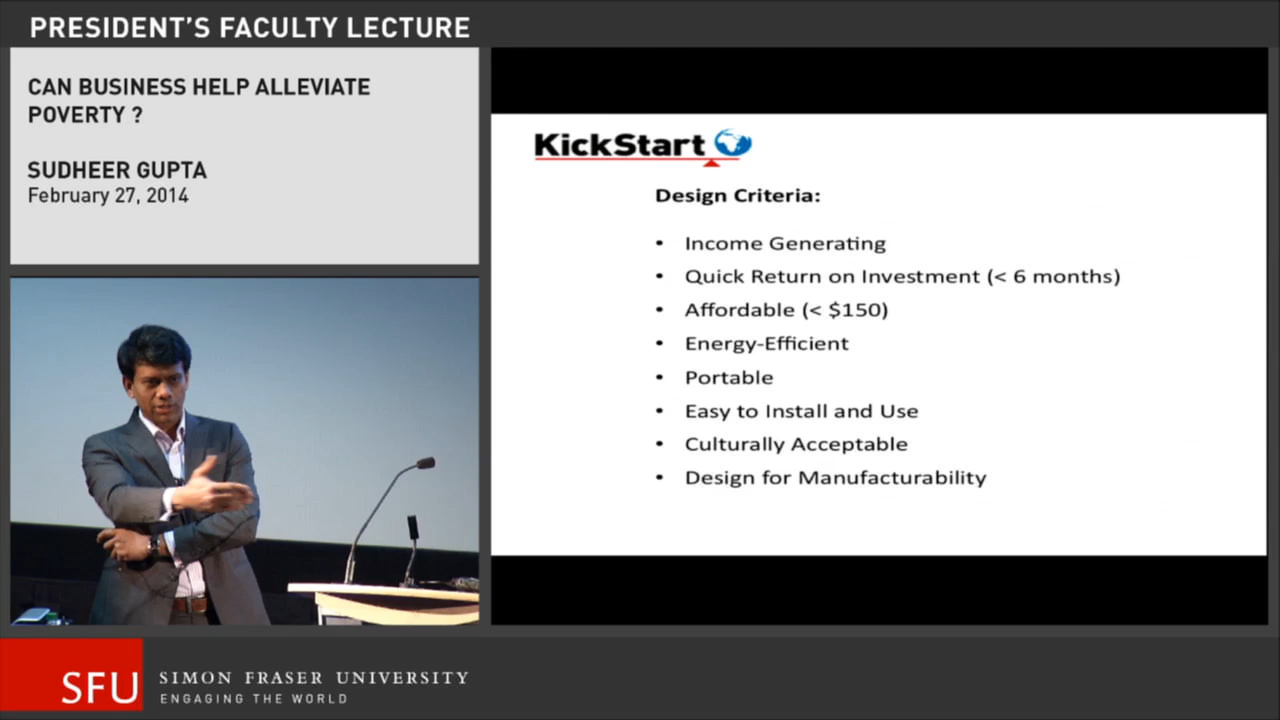 PRESIDENT'S FACULTY LECTURE
CAN BUSINESS HELP ALLEVIATE
POVERTY ?
SUDHEER GUPTA
February 27, 2014
KickStart
Design Criteria:
• Income Generating
• Quick Return on Investment (< 6 months)
• Affordable (< $150)
• Energy-Efficient
• Portable
• Easy to Install and Use
• Culturally Acceptable
• Design for Manufacturability
SFU
SIMON FRASER UNIVERSITY
ENGAGING THE WORLD